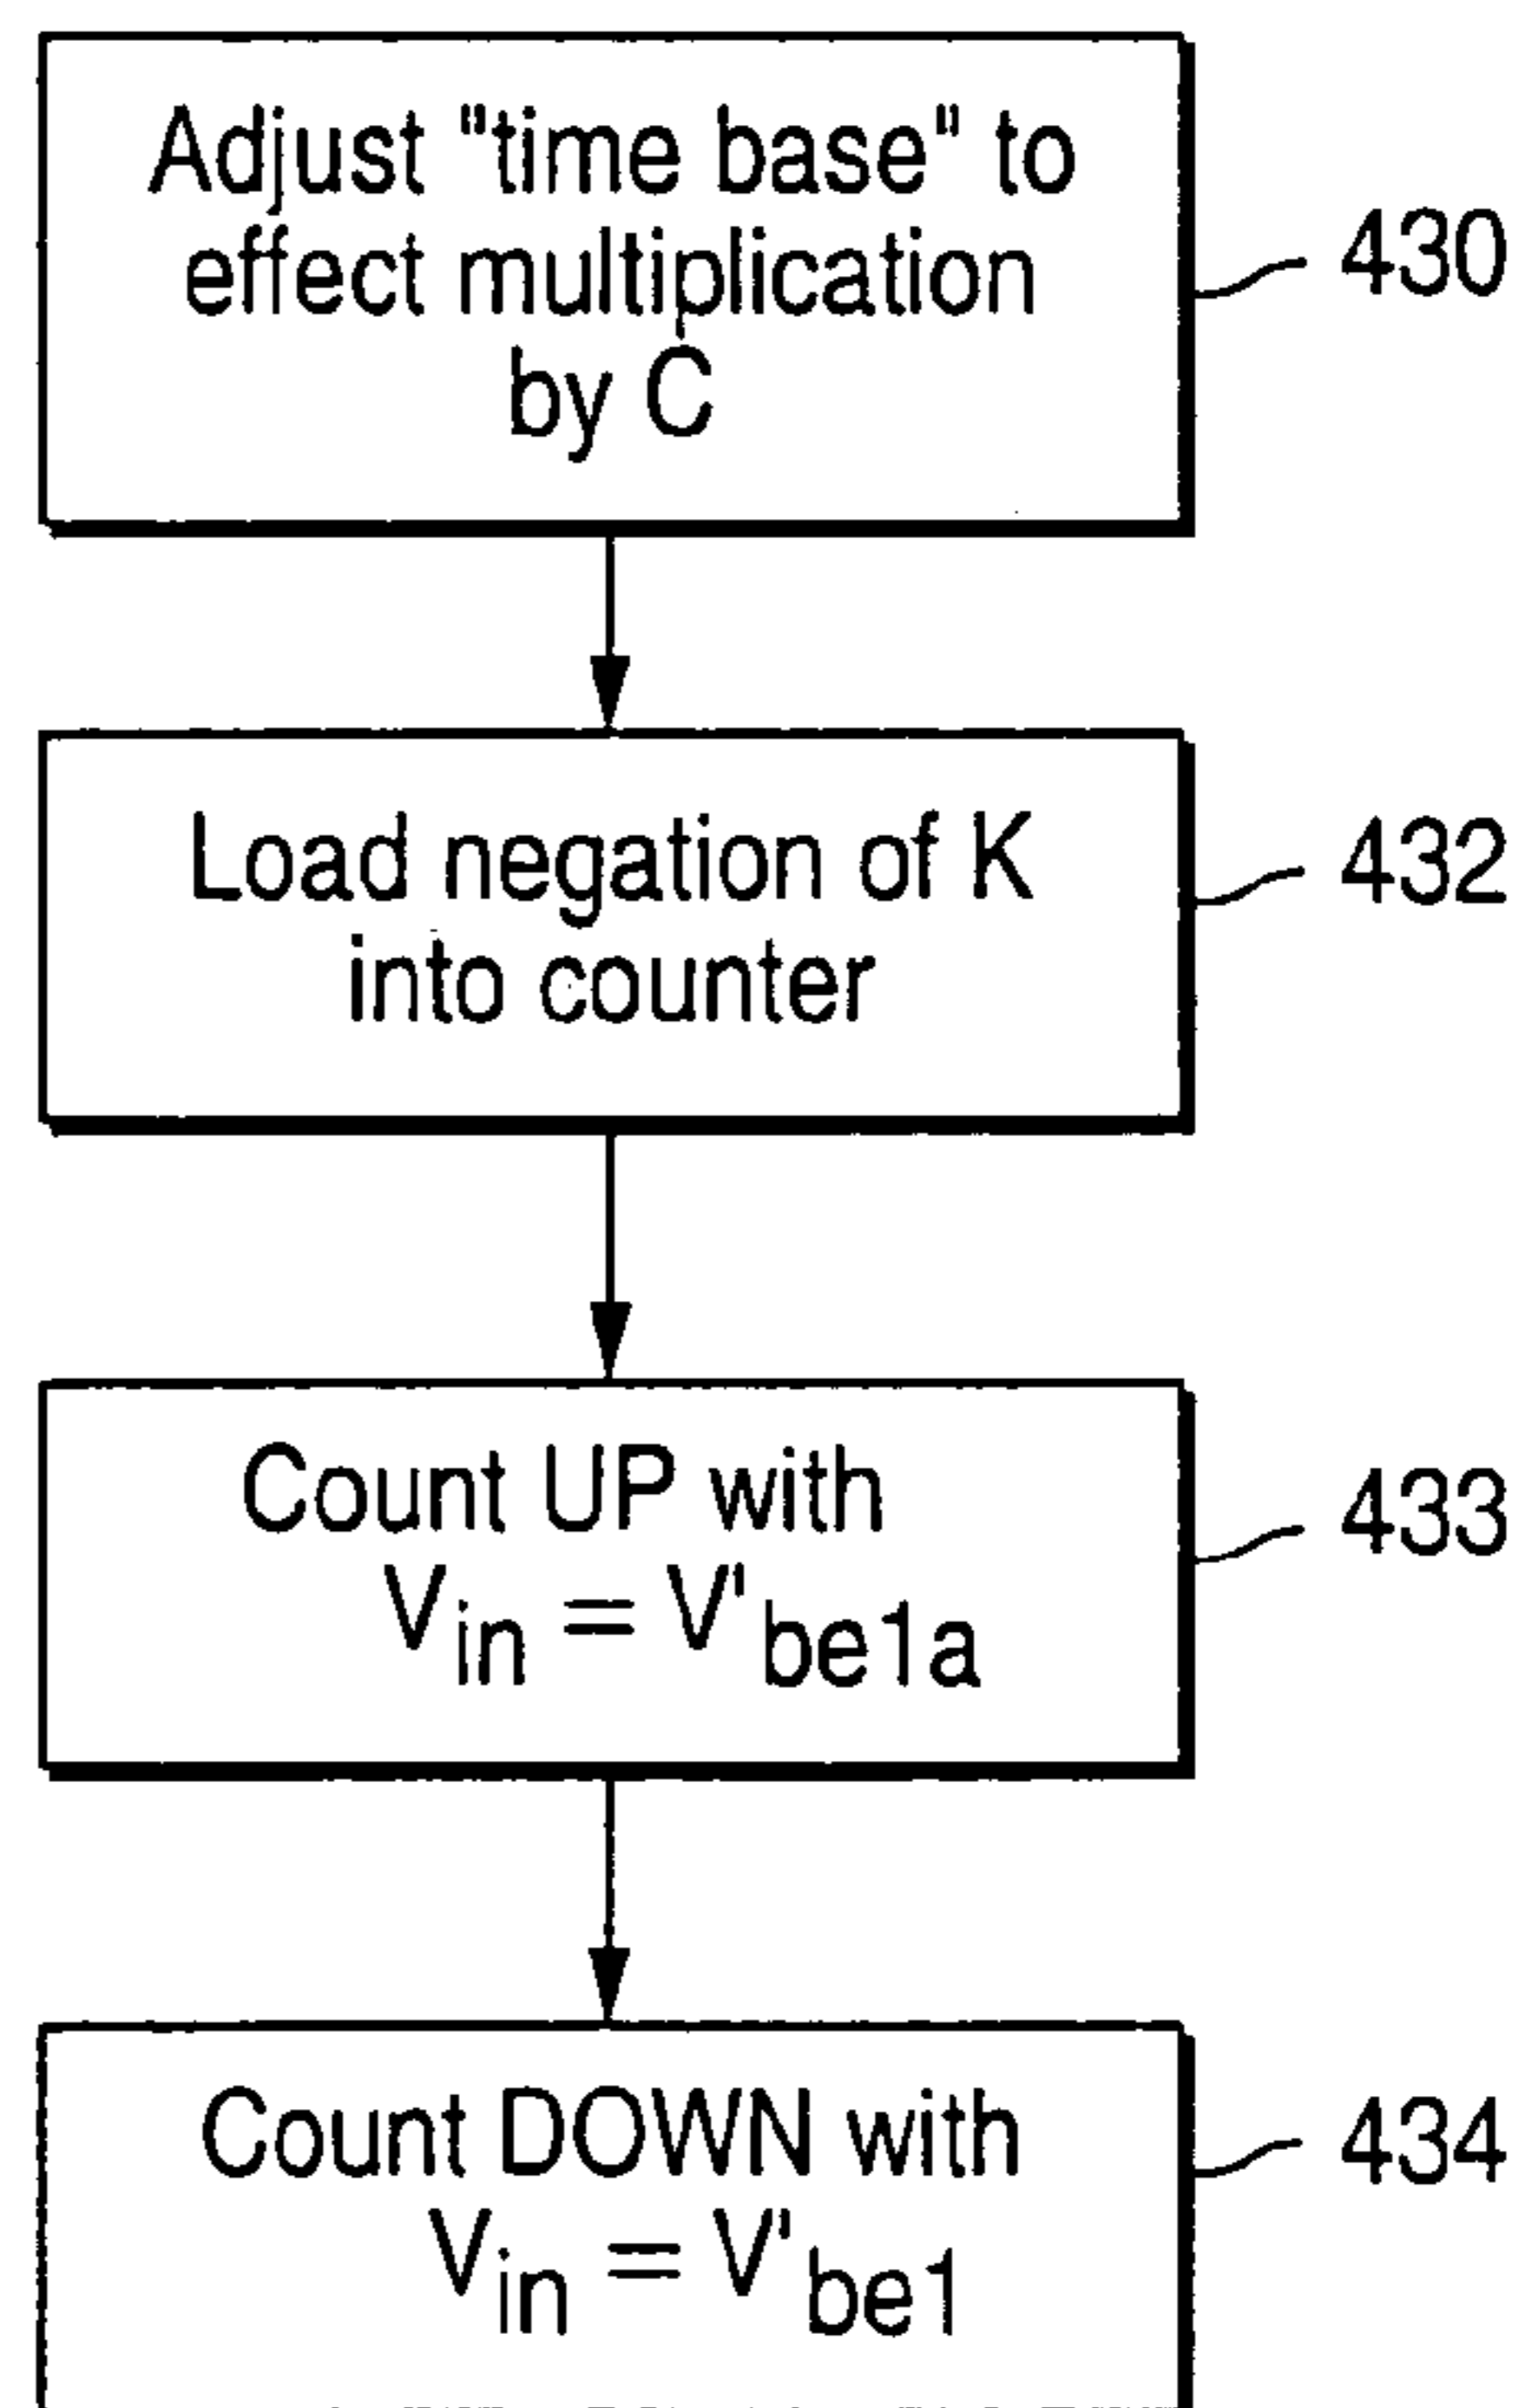 Adjust "time base" to
effect multiplication
by C
430
Load negation of K
into counter
432
Count UP with
Vin = V'be1a
433
Count DOWN with
Vin = V'be1
434